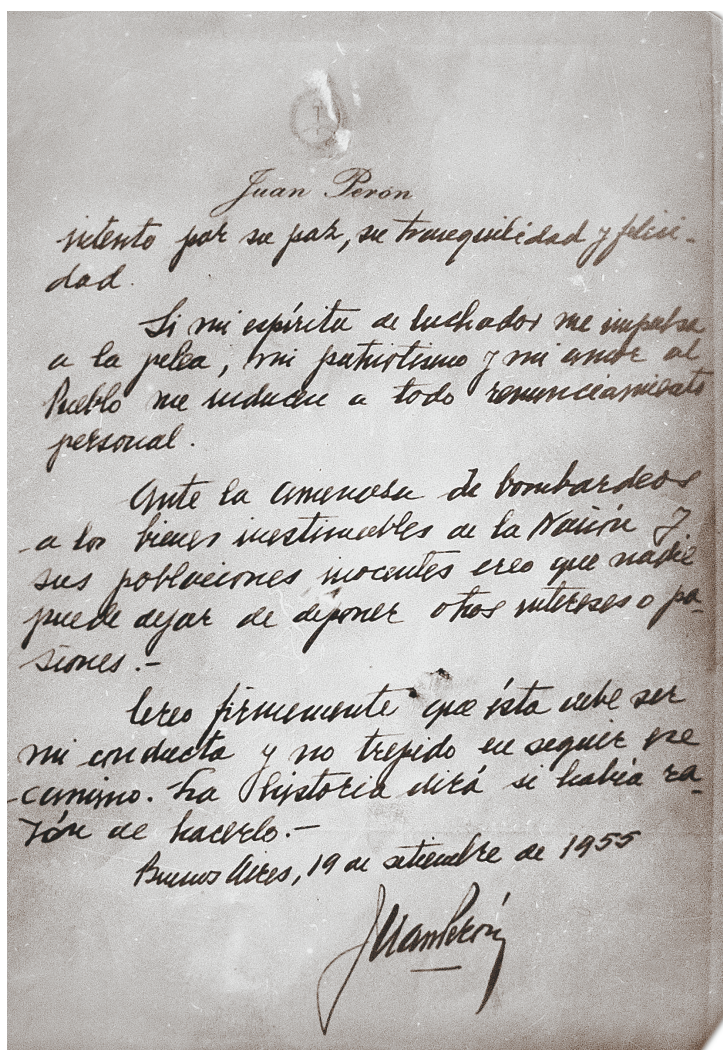 Juan Perón
intento por su paz, su tranquilidad y felici-
dad.
Si mi espíritu de luchador me impulsa
a la pelea, mi patriotismo y mi amor al
Pueblo me inducen a todo renunciamiento
personal.
Ante la amenasa de bombardeos
a los bienes inestimables de la Nación y
sus poblaciones inocentes creo que nadie
puede dejar de deponer otros intereses o pa-
siones.-
Creo firmemente que ésta debe ser
mi conducta y no trepido en seguir ese
camino. La historia dirá si había ra-
zón de hacerlo.-
Buenos Aires, 19 de setiembre de 1955
Juan Perón